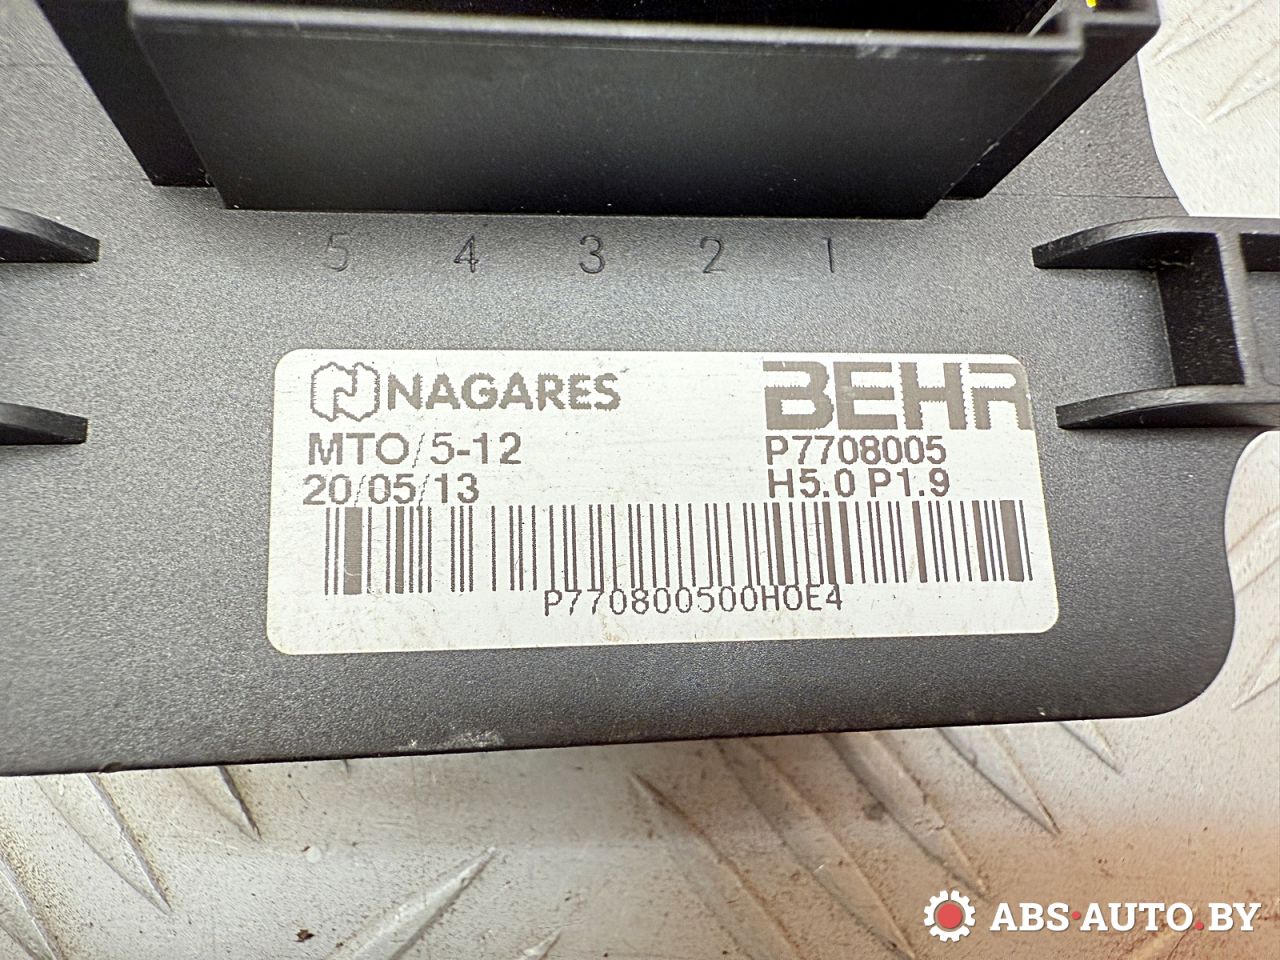 5 4 3 2 1
NAGARES BEHR
MTO/5-12 P7708005
20/05/13 H5.0 P1.9
P770800500H0E4
ABS·AUTO.BY